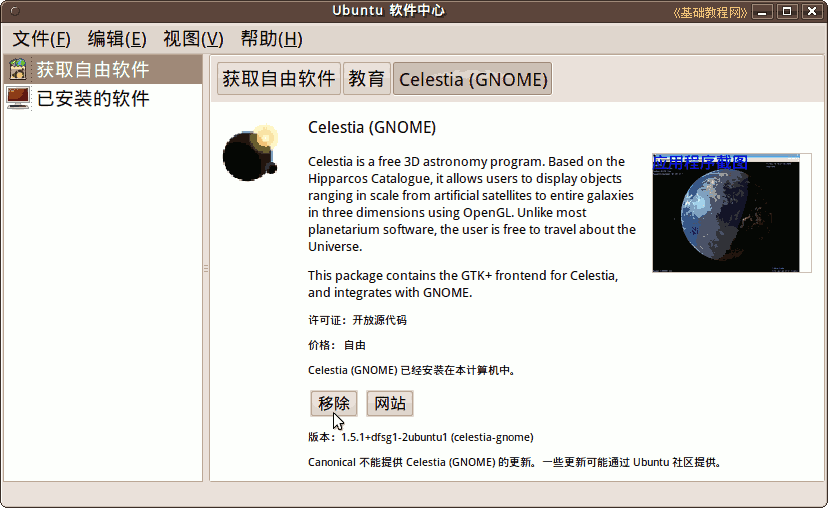 Ubuntu 软件中心
《基础教程网》
文件(F) 编辑(E) 视图(V) 帮助(H)
获取自由软件
已安装的软件
获取自由软件 教育 Celestia (GNOME)
Celestia (GNOME)
Celestia is a free 3D astronomy program. Based on the
Hipparcos Catalogue, it allows users to display objects
ranging in scale from artificial satellites to entire galaxies
in three dimensions using OpenGL. Unlike most
planetarium software, the user is free to travel about the
Universe.
应用程序截图
This package contains the GTK+ frontend for Celestia,
and integrates with GNOME.
许可证：开放源代码
价格： 自由
Celestia (GNOME) 已经安装在本计算机中。
移除 网站
版本：1.5.1+dfsg1-2ubuntu1 (celestia-gnome)
Canonical 不能提供 Celestia (GNOME) 的更新。一些更新可能通过 Ubuntu 社区提供。